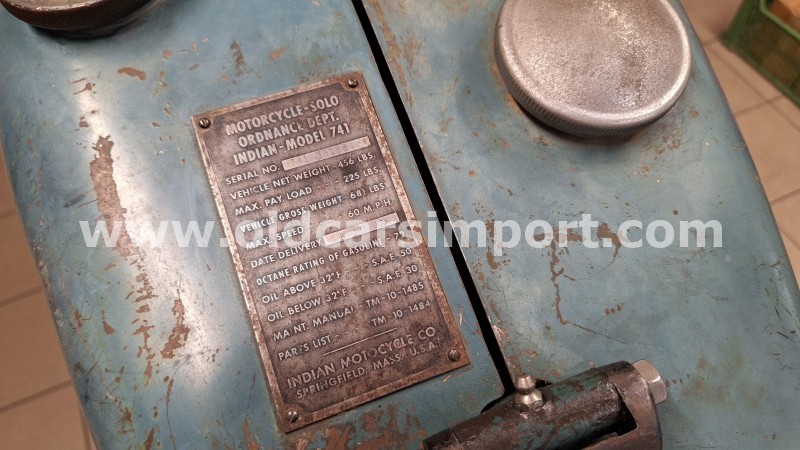 MOTORCYCLE-SOLO
ORDNANCE DEPT.
INDIAN-MODEL 741
SERIAL NO.
VEHICLE NET WEIGHT-456 LBS.
MAX. PAY LOAD - - 225 LBS.
VEHICLE GROSS WEIGHT-681 LBS
MAX. SPEED 60 M.P.H
DATE DELIVERY
OCTANE RATING OF GASOLINE-
OIL ABOVE 32°F - S.A.E. 50
OIL BELOW 32°F - S.A.E. 30
MAINT. MANUAL TM-10-1485
PARTS LIST - TM-10-1484
INDIAN MOTOCYCLE CO
SPRINGFIELD, MASS. U.S.A.
www.oldcarsimport.com